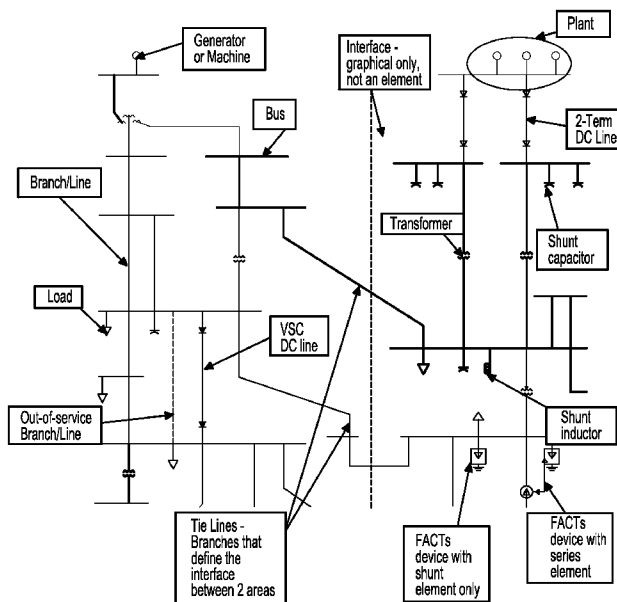 Generator
or Machine
Interface -
graphical only,
not an element
Plant
Bus
2-Term
DC Line
Branch/Line
Transformer
Shunt
capacitor
Load
VSC
DC line
Out-of-service
Branch/Line
Shunt
inductor
Tie Lines -
Branches that
define the
interface
between 2 areas
FACTs
device with
shunt
element only
FACTs
device with
series
element